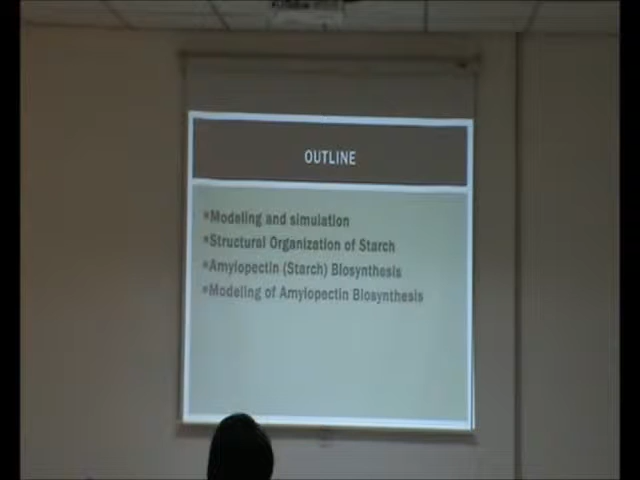 OUTLINE
*Modeling and simulation
*Structural Organization of Starch
*Amylopectin (Starch) Biosynthesis
*Modeling of Amylopectin Biosynthesis